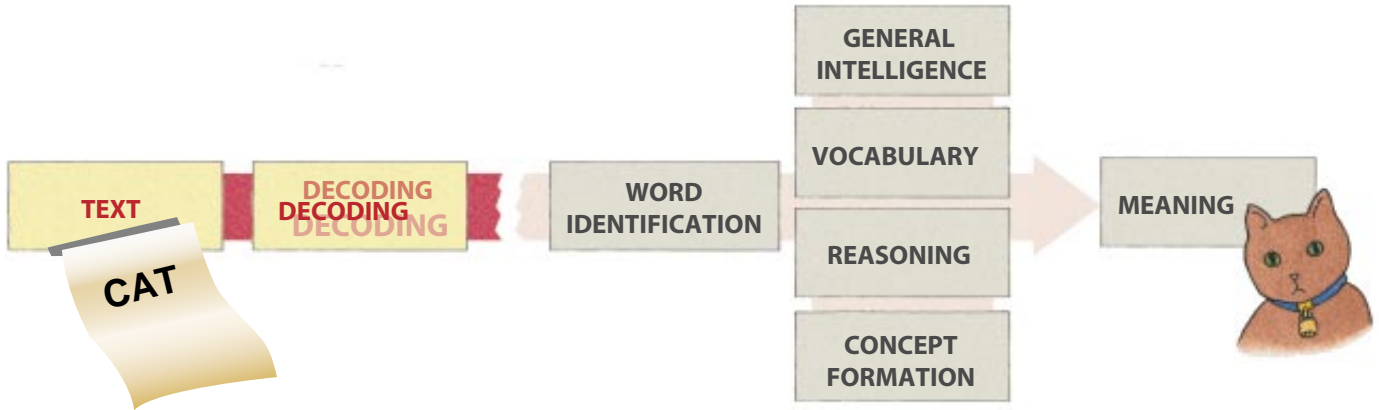 TEXT
CAT
DECODING
DECODING
DECODING
WORD
IDENTIFICATION
GENERAL
INTELLIGENCE
VOCABULARY
REASONING
CONCEPT
FORMATION
MEANING